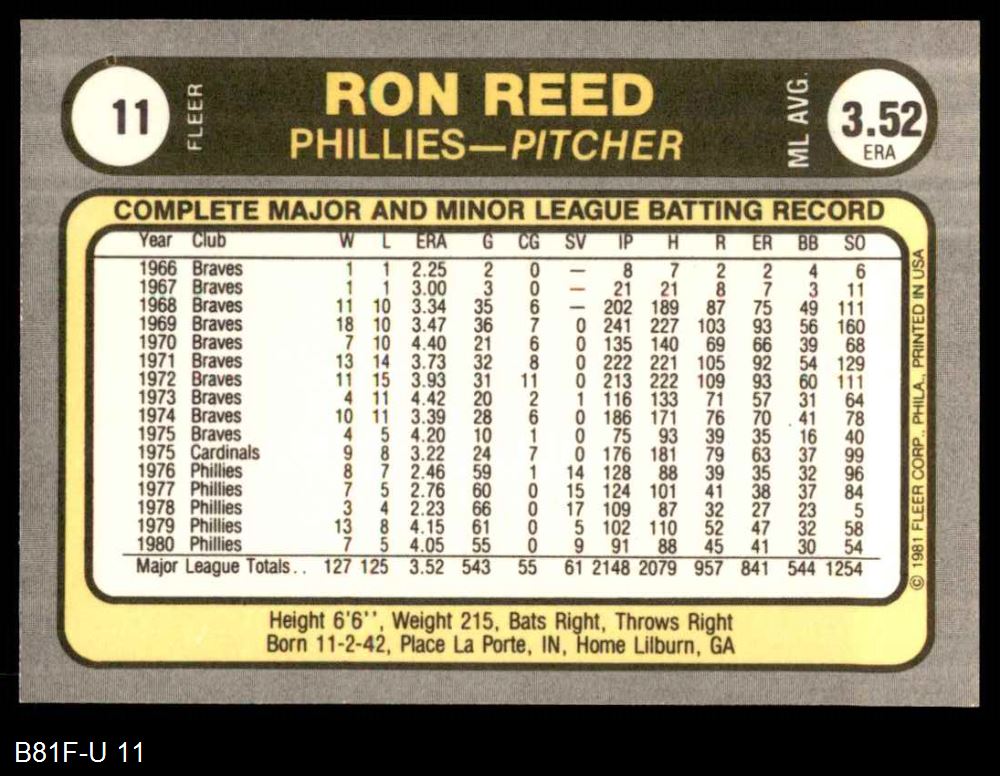 11 FLEER RON REED ML AVG. 3.52
PHILLIES—PITCHER ERA
COMPLETE MAJOR AND MINOR LEAGUE BATTING RECORD
Year Club W L ERA G CG SV IP H R ER BB SO
1966 Braves 1 1 2.25 2 0 — 8 7 2 2 4 6
1967 Braves 1 1 3.00 3 0 — 21 21 8 7 3 11
1968 Braves 11 10 3.34 35 6 — 202 189 87 75 49 111
1969 Braves 18 10 3.47 36 7 0 241 227 103 93 56 160
1970 Braves 7 10 4.40 21 6 0 135 140 69 66 39 68
1971 Braves 13 14 3.73 32 8 0 222 221 105 92 54 129
1972 Braves 11 15 3.93 31 11 0 213 222 109 93 60 111
1973 Braves 4 11 4.42 20 2 1 116 133 71 57 31 64
1974 Braves 10 11 3.39 28 6 0 186 171 76 70 41 78
1975 Braves 4 5 4.20 10 1 0 75 93 39 35 16 40
1975 Cardinals 9 8 3.22 24 7 0 176 181 79 63 37 99
1976 Phillies 8 7 2.46 59 1 14 128 88 39 35 32 96
1977 Phillies 7 5 2.76 60 0 15 124 101 41 38 37 84
1978 Phillies 3 4 2.23 66 0 17 109 87 32 27 23 5
1979 Phillies 13 8 4.15 61 0 5 102 110 52 47 32 58
1980 Phillies 7 5 4.05 55 0 9 91 88 45 41 30 54
Major League Totals.. 127 125 3.52 543 55 61 2148 2079 957 841 544 1254
© 1981 FLEER CORP., PHILA., PRINTED IN USA
Height 6'6'', Weight 215, Bats Right, Throws Right
Born 11-2-42, Place La Porte, IN, Home Lilburn, GA
B81F-U 11